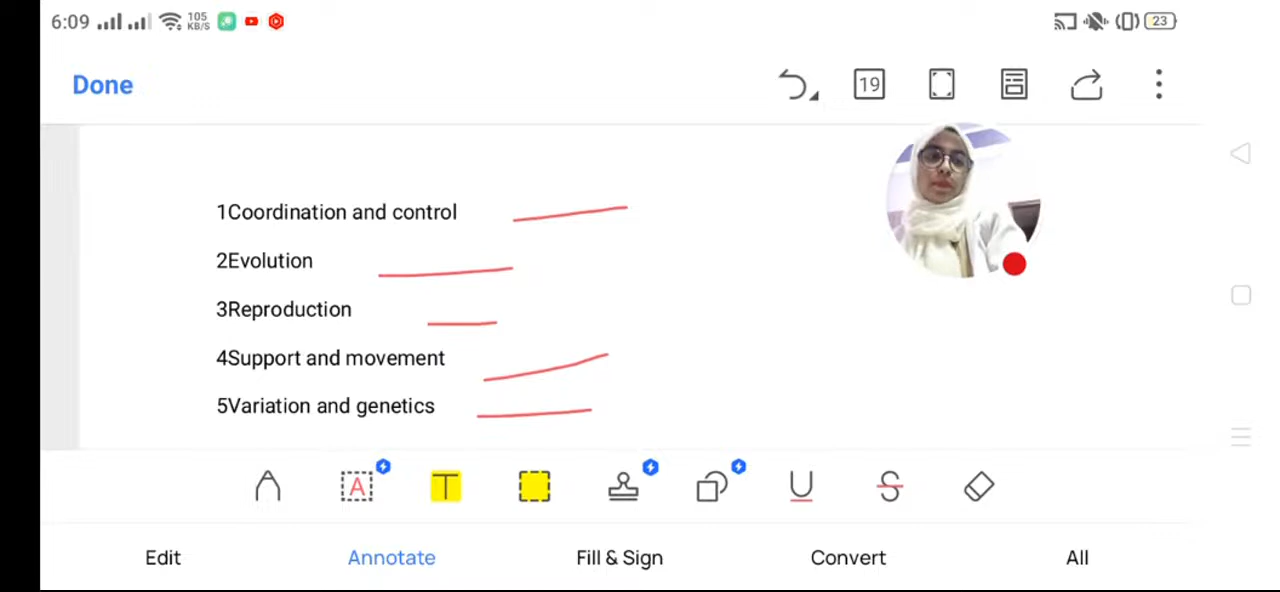 6:09 105 KB/S 23
Done 19
1Coordination and control
2Evolution
3Reproduction
4Support and movement
5Variation and genetics
A T U S
Edit Annotate Fill & Sign Convert All